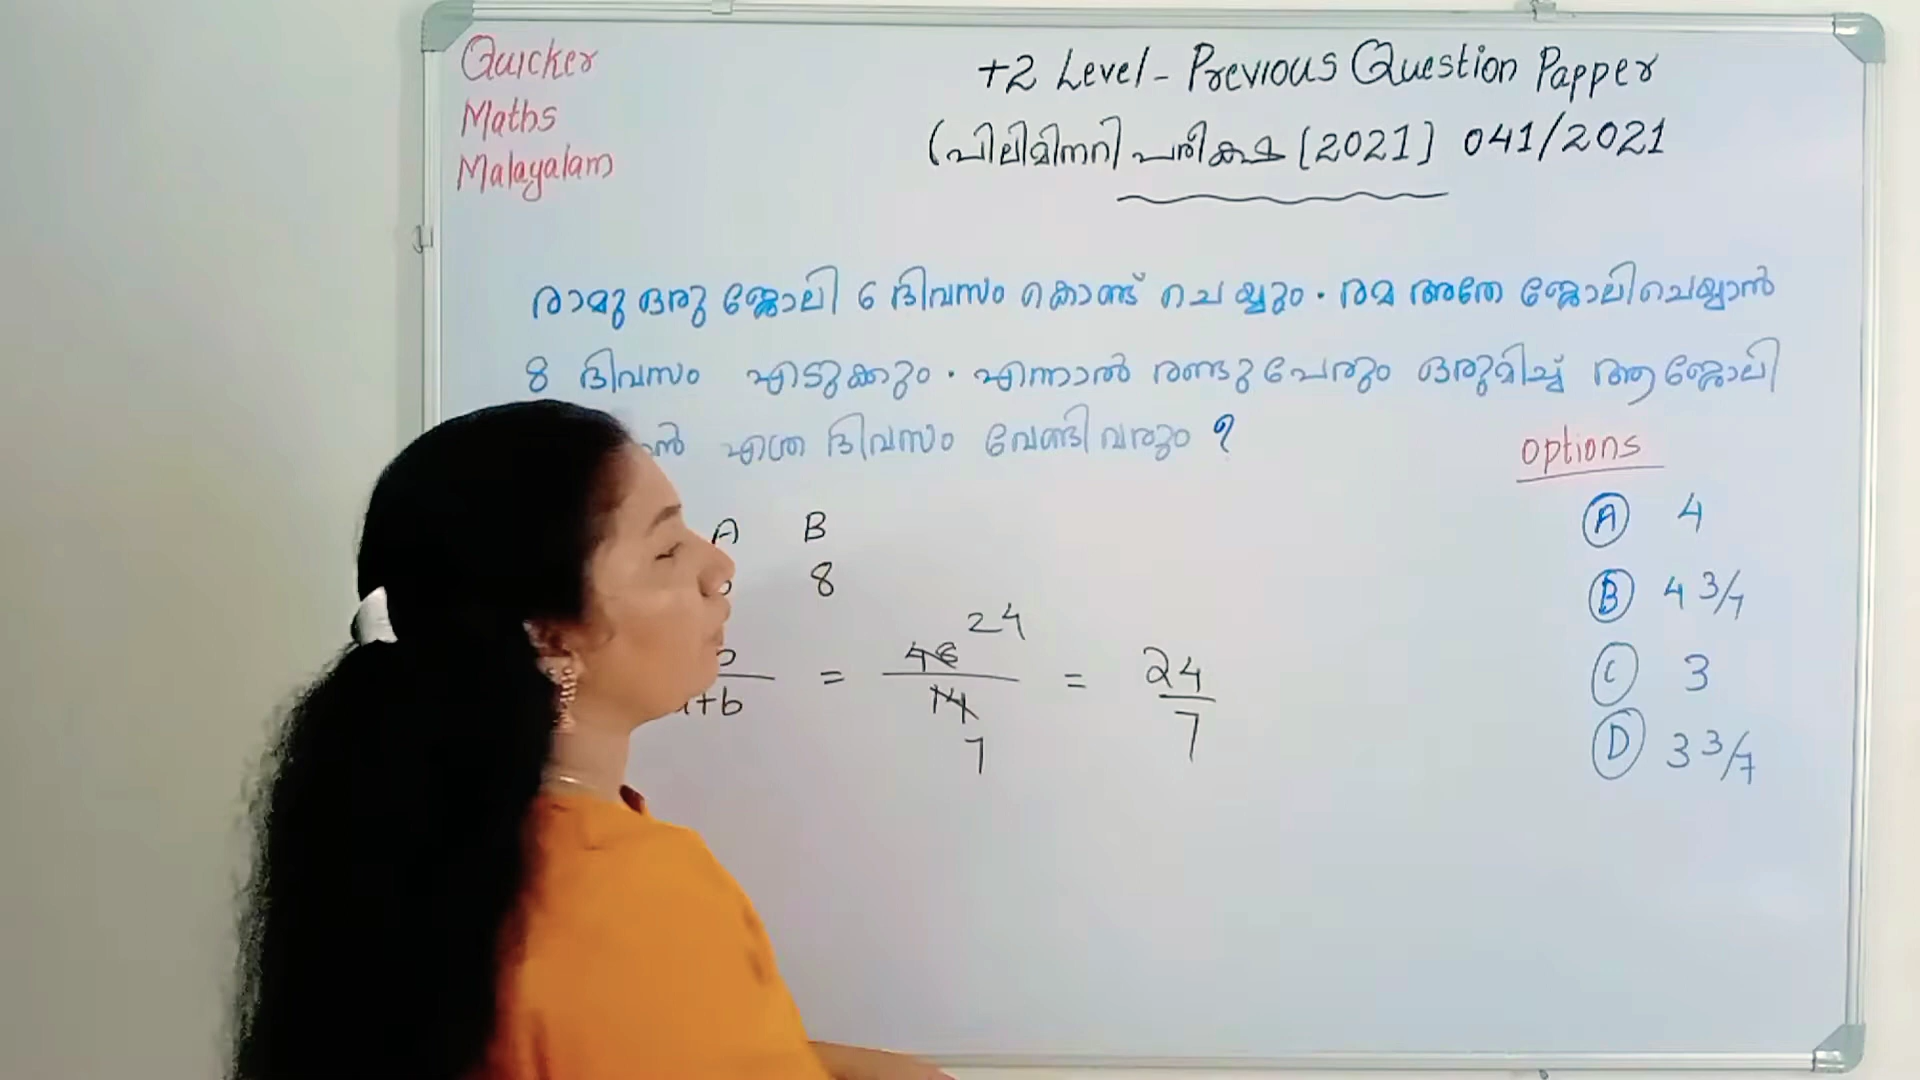 Quicker
Maths
Malayalam
+2 Level - Previous Question Papper
(പിലിമിനറി പരീക്ഷ [2021] 041/2021
രാമു ഒരു ജോലി 6 ദിവസം കൊണ്ട് ചെയ്യും. രമ അതേ ജോലി ചെയ്യാൻ
8 ദിവസം എടുക്കും. എന്നാൽ രണ്ടുപേരും ഒരുമിച്ച് ആ ജോലി
എത്ര ദിവസം വേണ്ടിവരും ?
options
A 4
B 4 3/7
C 3
D 3 3/7
A B
8
+b = 48 24 / 14 7 = 24/7